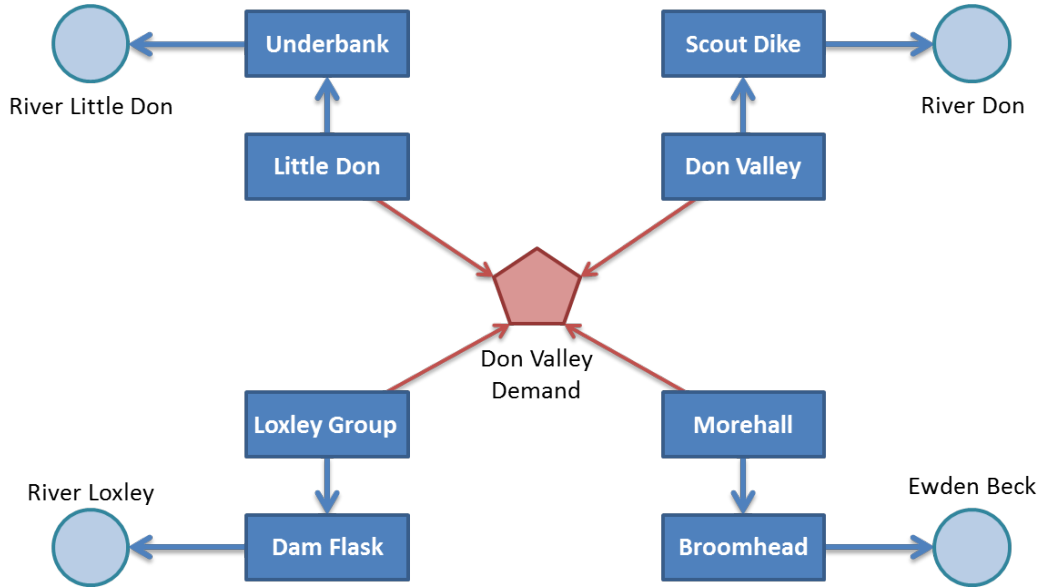 Underbank
Scout Dike
River Little Don
River Don
Little Don
Don Valley
Don Valley
Demand
Loxley Group
Morehall
River Loxley
Ewden Beck
Dam Flask
Broomhead